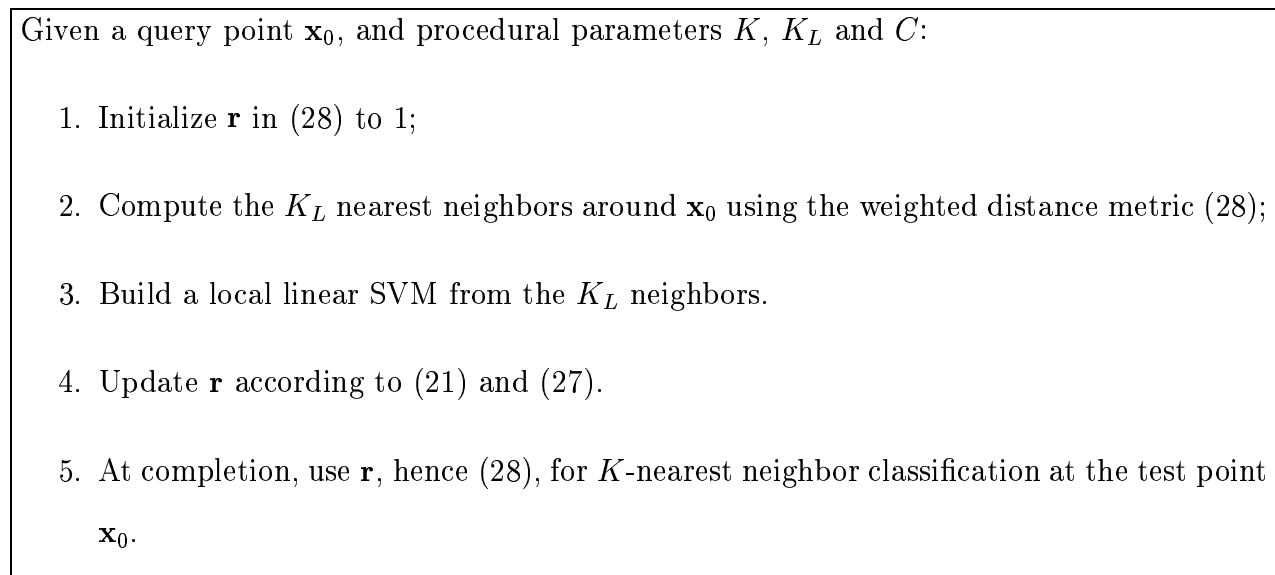 Given a query point x₀, and procedural parameters K, K_L and C:
1. Initialize r in (28) to 1;
2. Compute the K_L nearest neighbors around x₀ using the weighted distance metric (28);
3. Build a local linear SVM from the K_L neighbors.
4. Update r according to (21) and (27).
5. At completion, use r, hence (28), for K-nearest neighbor classification at the test point
x₀.